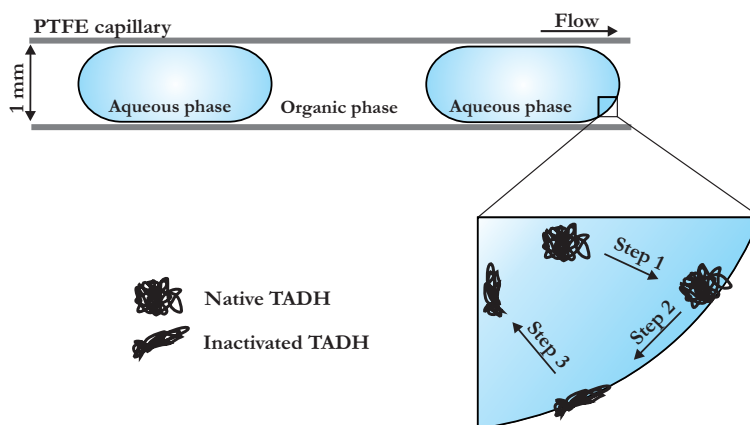 PTFE capillary
Flow
1 mm
Aqueous phase
Organic phase
Aqueous phase
Step 1
Step 2
Step 3
Native TADH
Inactivated TADH